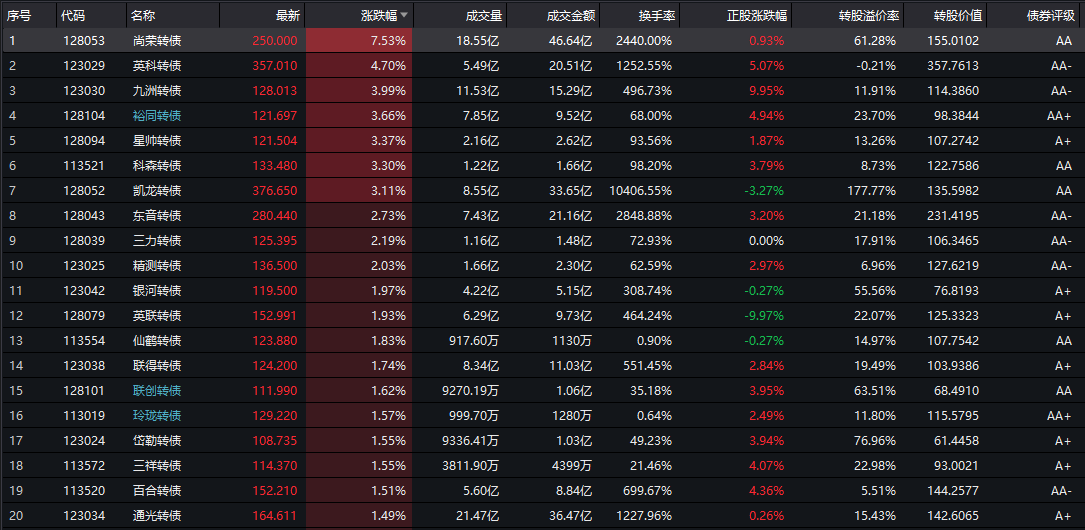 序号 代码 名称 最新 涨跌幅 成交量 成交金额 换手率 正股涨跌幅 转股溢价率 转股价值 债券评级
1 128053 尚荣转债 250.000 7.53% 18.55亿 46.64亿 2440.00% 0.93% 61.28% 155.0102 AA
2 123029 英科转债 357.010 4.70% 5.49亿 20.51亿 1252.55% 5.07% -0.21% 357.7613 AA-
3 123030 九洲转债 128.013 3.99% 11.53亿 15.29亿 496.73% 9.95% 11.91% 114.3860 AA-
4 128104 裕同转债 121.697 3.66% 7.85亿 9.52亿 68.00% 4.94% 23.70% 98.3844 AA+
5 128094 星帅转债 121.504 3.37% 2.16亿 2.62亿 93.56% 1.87% 13.26% 107.2742 A+
6 113521 科森转债 133.480 3.30% 1.22亿 1.66亿 98.20% 3.79% 8.73% 122.7586 AA
7 128052 凯龙转债 376.650 3.11% 8.55亿 33.65亿 10406.55% -3.27% 177.77% 135.5982 AA
8 128043 东音转债 280.440 2.73% 7.43亿 21.16亿 2848.88% 3.20% 21.18% 231.4195 AA-
9 128039 三力转债 125.395 2.19% 1.16亿 1.48亿 72.93% 0.00% 17.91% 106.3465 AA-
10 123025 精测转债 136.500 2.03% 1.66亿 2.30亿 62.59% 2.97% 6.96% 127.6219 AA-
11 123042 银河转债 119.500 1.97% 4.22亿 5.15亿 308.74% -0.27% 55.56% 76.8193 A+
12 128079 英联转债 152.991 1.93% 6.29亿 9.73亿 464.24% -9.97% 22.07% 125.3323 A+
13 113554 仙鹤转债 123.880 1.83% 917.60万 1130万 0.90% -0.27% 14.97% 107.7542 AA
14 123038 联得转债 124.200 1.74% 8.34亿 11.03亿 551.45% 2.84% 19.49% 103.9386 A+
15 128101 联创转债 111.990 1.62% 9270.19万 1.06亿 35.18% 3.95% 63.51% 68.4910 AA
16 113019 玲珑转债 129.220 1.57% 999.70万 1280万 0.64% 2.49% 11.80% 115.5795 AA+
17 123024 岱勒转债 108.735 1.55% 9336.41万 1.03亿 49.23% 3.94% 76.96% 61.4458 A+
18 113572 三祥转债 114.370 1.55% 3811.90万 4399万 21.46% 4.07% 22.98% 93.0021 A+
19 113520 百合转债 152.210 1.51% 5.60亿 8.84亿 699.67% 4.36% 5.51% 144.2577 AA-
20 123034 通光转债 164.611 1.49% 21.47亿 36.47亿 1227.96% 0.26% 15.43% 142.6065 A+